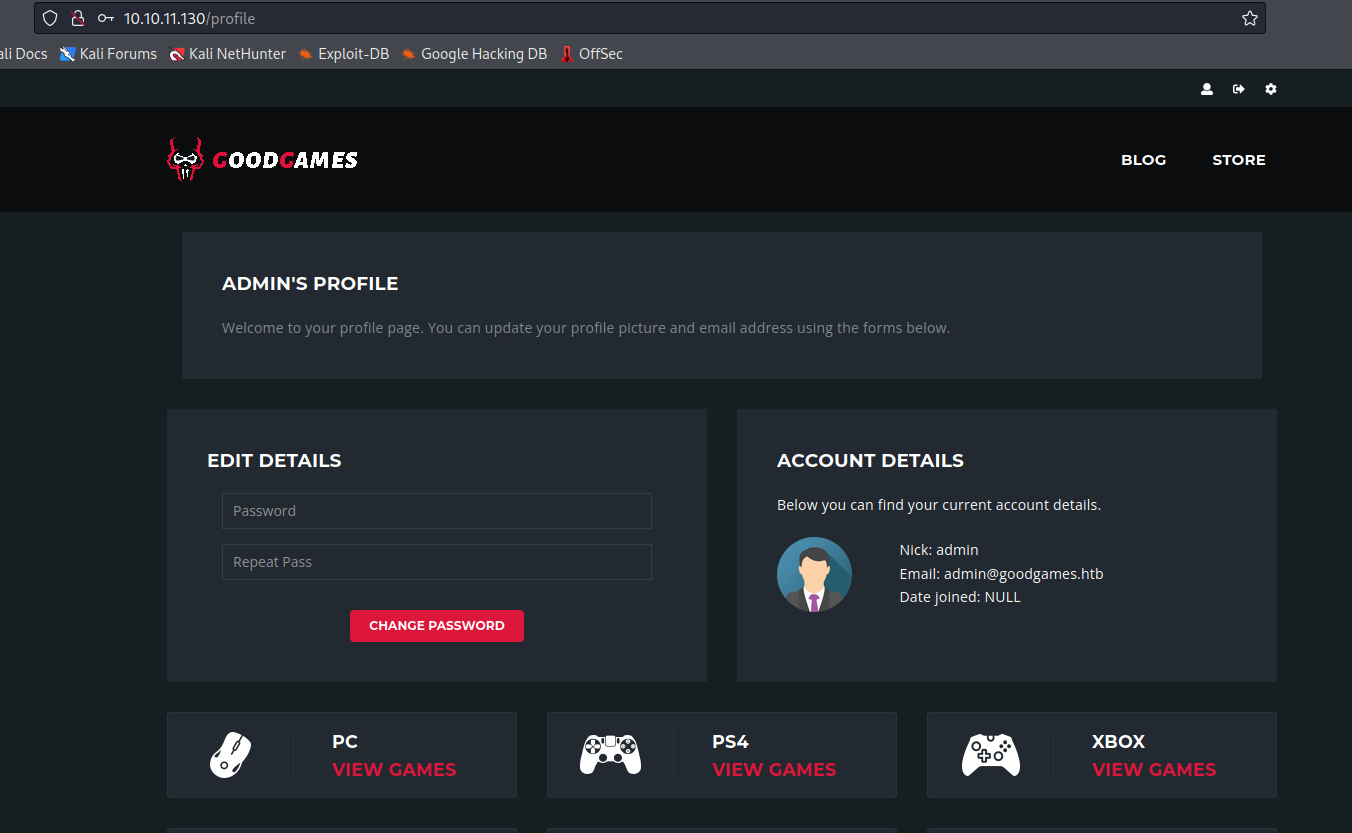 10.10.11.130/profile
ali Docs Kali Forums Kali NetHunter Exploit-DB Google Hacking DB OffSec
GOODGAMES BLOG STORE
ADMIN'S PROFILE
Welcome to your profile page. You can update your profile picture and email address using the forms below.
EDIT DETAILS
Password
Repeat Pass
CHANGE PASSWORD
ACCOUNT DETAILS
Below you can find your current account details.
Nick: admin
Email: admin@goodgames.htb
Date joined: NULL
PC
VIEW GAMES
PS4
VIEW GAMES
XBOX
VIEW GAMES